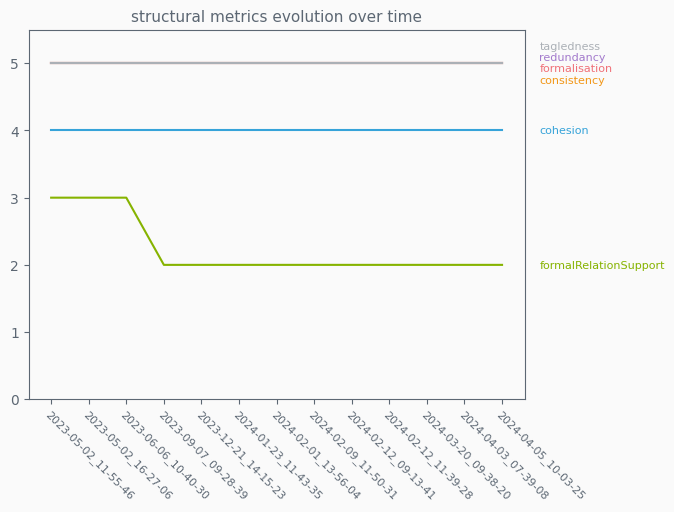 structural metrics evolution over time
5
4
3
2
1
0
tagledness
redundancy
formalisation
consistency
cohesion
formalRelationSupport
2023-05-02_11-55-46
2023-05-02_16-27-06
2023-06-06_10-40-30
2023-09-07_09-28-39
2023-12-21_14-15-23
2024-01-23_11-43-35
2024-02-01_13-56-04
2024-02-09_11-50-31
2024-02-12_09-13-41
2024-02-12_11-39-28
2024-03-20_09-38-20
2024-04-03_07-39-08
2024-04-05_10-03-25